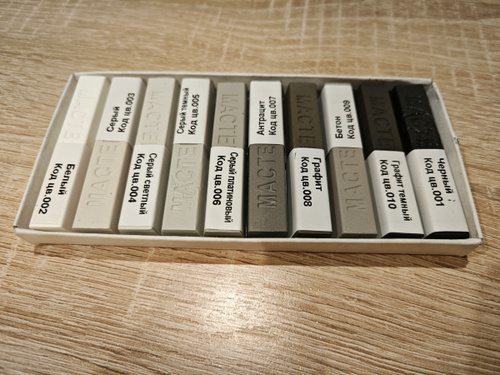 Белый
Код цв.002
Серый
Код цв.003
МАСТЕ
Серый светлый
Код цв.004
МАСТЕ
Серый темный
Код цв.005
Серый платиновый
Код цв.006
МАСТЕ
Антрацит
Код цв.007
МАСТЕ
Графит
Код цв.008
Бетон
Код цв.009
МАСТЕ
Графит темный
Код цв.010
Черный
Код цв.001